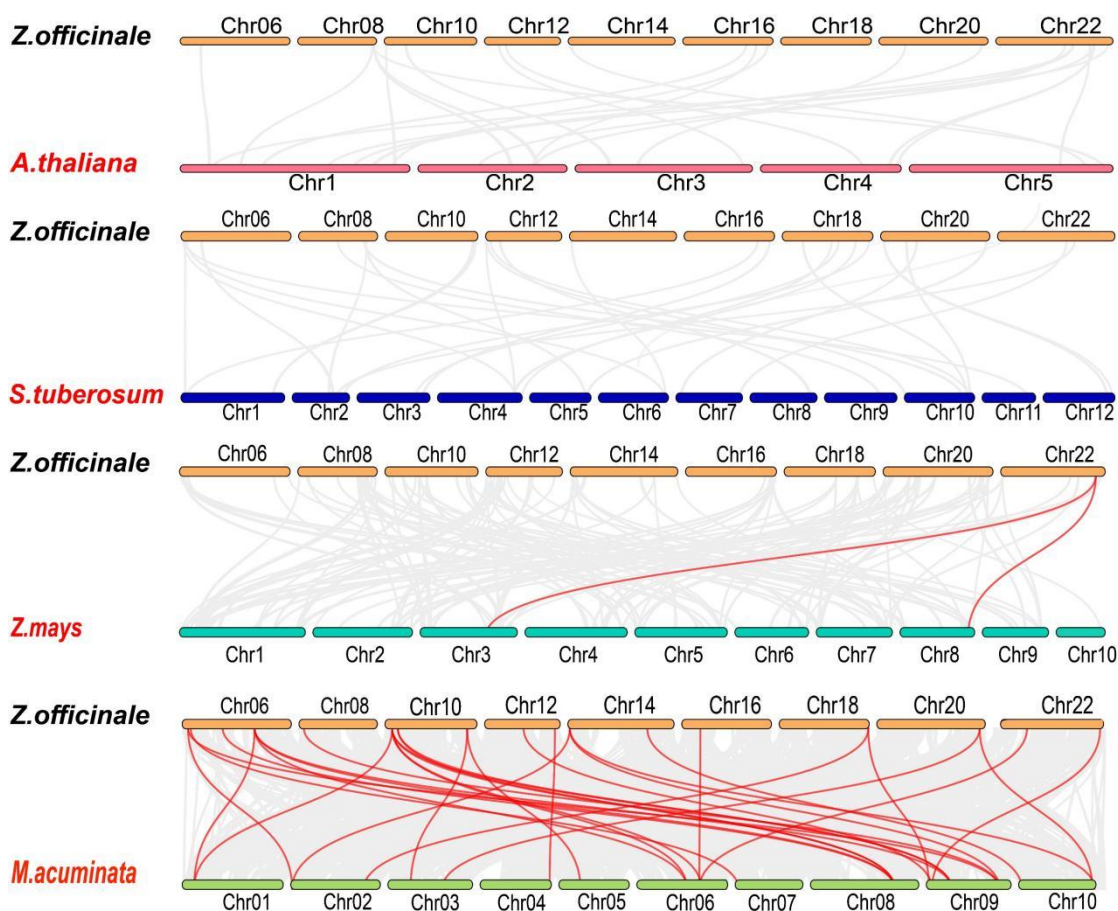 Z.officinale Chr06 Chr08 Chr10 Chr12 Chr14 Chr16 Chr18 Chr20 Chr22
A.thaliana Chr1 Chr2 Chr3 Chr4 Chr5
Z.officinale Chr06 Chr08 Chr10 Chr12 Chr14 Chr16 Chr18 Chr20 Chr22
S.tuberosum Chr1 Chr2 Chr3 Chr4 Chr5 Chr6 Chr7 Chr8 Chr9 Chr10 Chr11 Chr12
Z.officinale Chr06 Chr08 Chr10 Chr12 Chr14 Chr16 Chr18 Chr20 Chr22
Z.mays Chr1 Chr2 Chr3 Chr4 Chr5 Chr6 Chr7 Chr8 Chr9 Chr10
Z.officinale Chr06 Chr08 Chr10 Chr12 Chr14 Chr16 Chr18 Chr20 Chr22
M.acuminata Chr01 Chr02 Chr03 Chr04 Chr05 Chr06 Chr07 Chr08 Chr09 Chr10